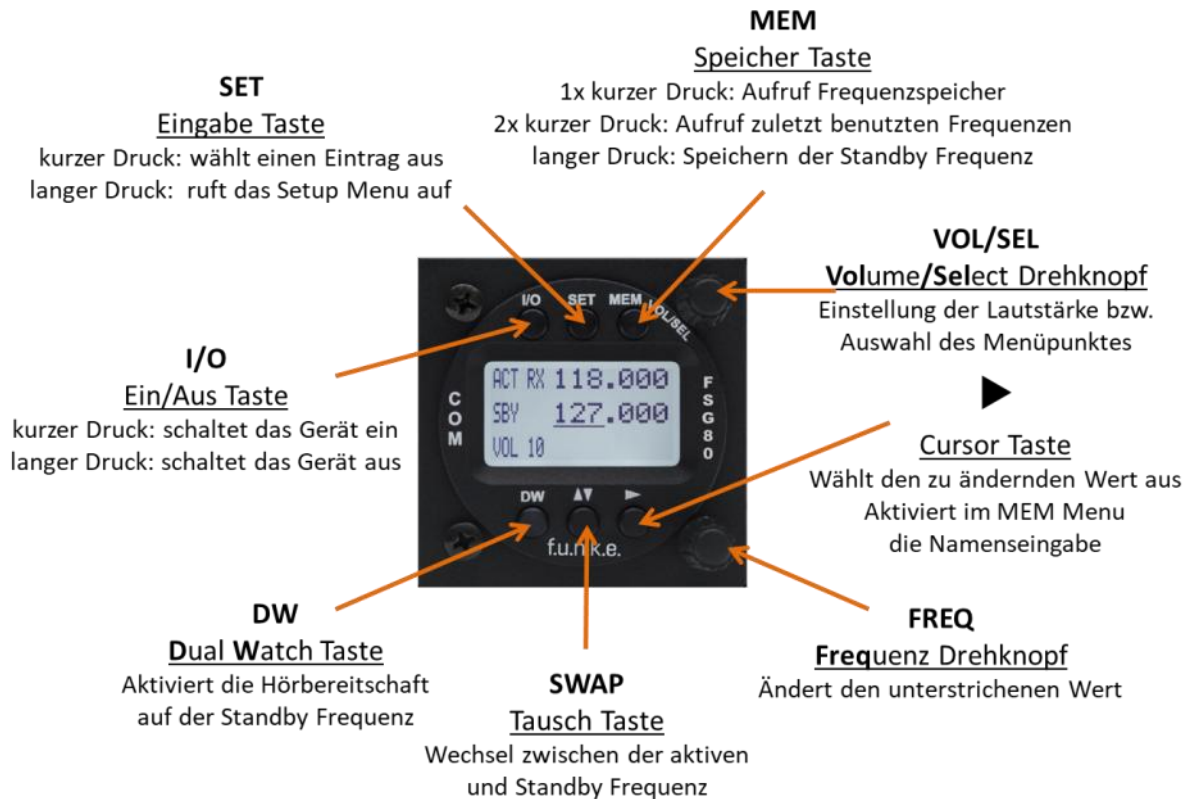 MEM
Speicher Taste
1x kurzer Druck: Aufruf Frequenzspeicher
2x kurzer Druck: Aufruf zuletzt benutzten Frequenzen
langer Druck: Speichern der Standby Frequenz
SET
Eingabe Taste
kurzer Druck: wählt einen Eintrag aus
langer Druck: ruft das Setup Menu auf
VOL/SEL
Volume/Select Drehknopf
Einstellung der Lautstärke bzw.
Auswahl des Menüpunktes
I/O
Ein/Aus Taste
kurzer Druck: schaltet das Gerät ein
langer Druck: schaltet das Gerät aus
I/O SET MEM VOL/SEL
COM
ACT RX 118.000
SBY 127.000
VOL 10
FSG80
DW ▲▼ ►
f.u.n.k.e.
▶
Cursor Taste
Wählt den zu ändernden Wert aus
Aktiviert im MEM Menu
die Namenseingabe
DW
Dual Watch Taste
Aktiviert die Hörbereitschaft
auf der Standby Frequenz
SWAP
Tausch Taste
Wechsel zwischen der aktiven
und Standby Frequenz
FREQ
Frequenz Drehknopf
Ändert den unterstrichenen Wert